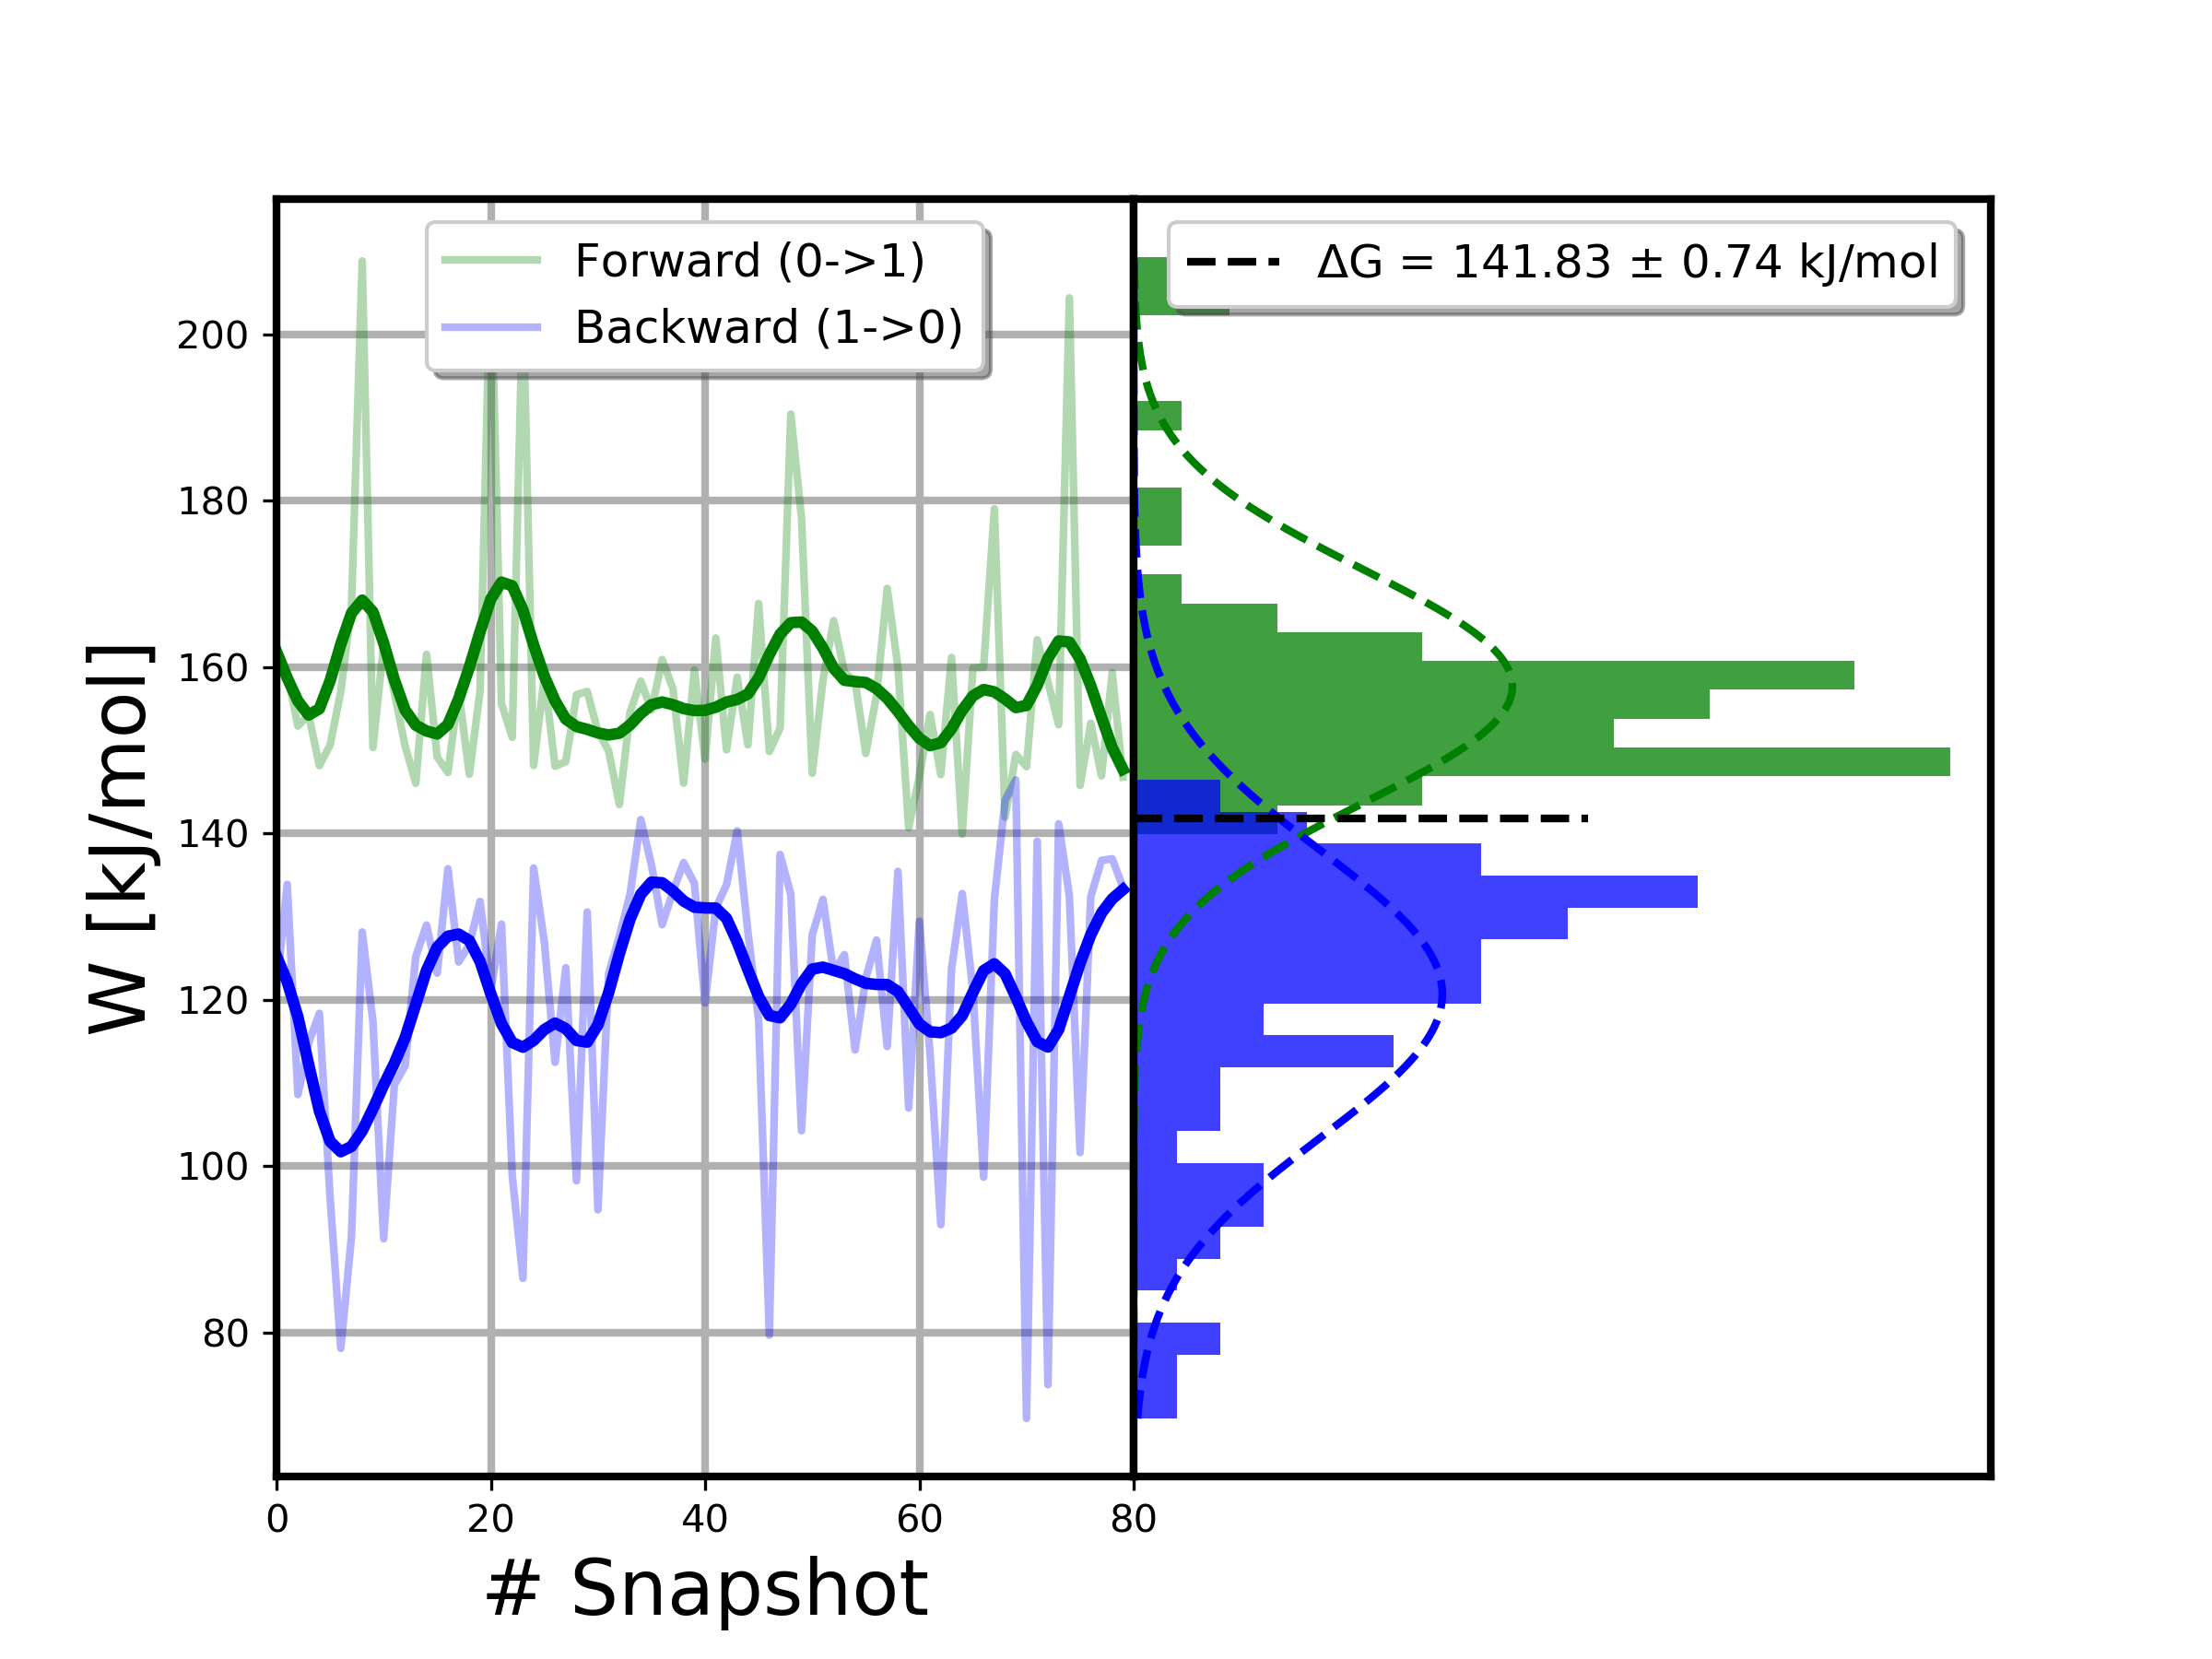 Forward (0->1)
Backward (1->0)
ΔG = 141.83 ± 0.74 kJ/mol
W [kJ/mol]
200
180
160
140
120
100
80
0 20 40 60 80
# Snapshot